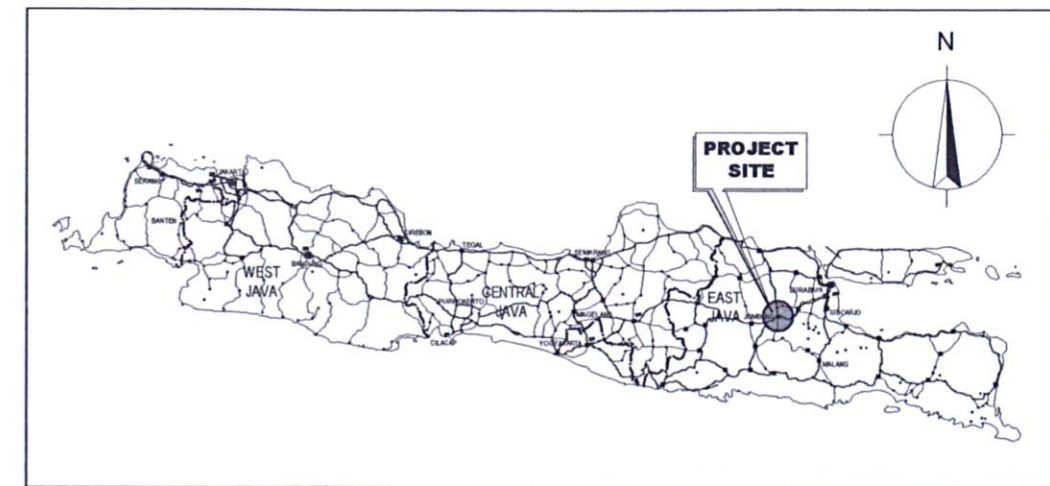 N
PROJECT
SITE
JAKARTA
SERANG
BANTEN
CIREBON
TEGAL
SEMARANG
BANDUNG
WEST
JAVA
PURWOKERTO
CENTRAL
JAVA
MAGELANG
CILACAP
YOGYAKARTA
EAST
JAVA
JOMBANG
SURABAYA
SIDOARJO
MALANG